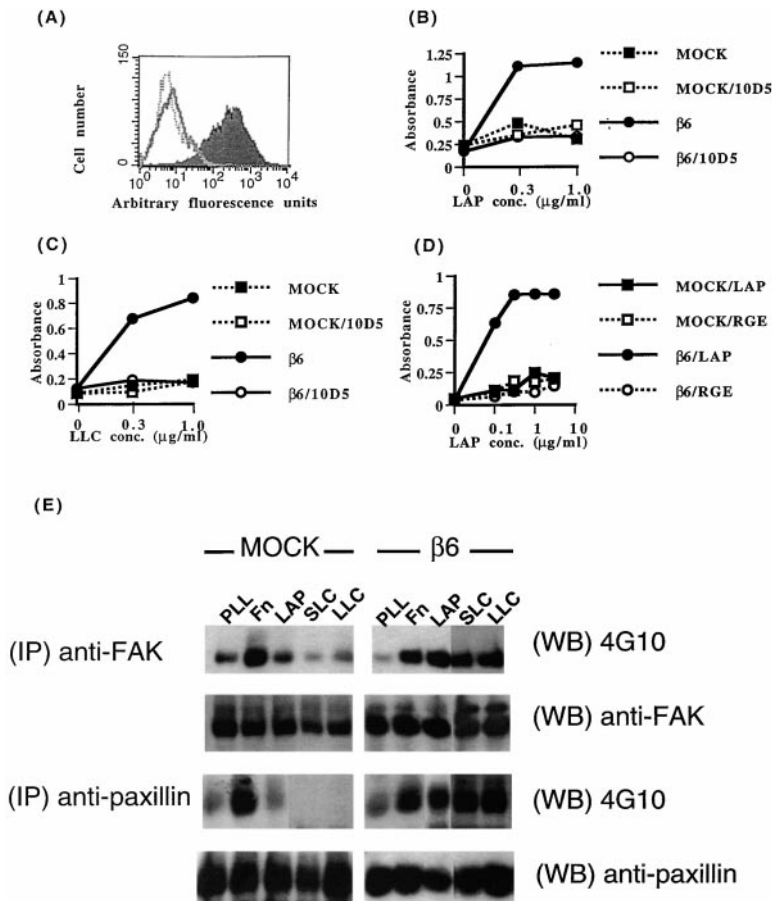 (A)
150
Cell number
0
10^0 10^1 10^2 10^3 10^4
Arbitrary fluorescence units
(B)
1.25
1
0.75
0.5
0.25
0
Absorbance
0 0.3 1.0
LAP conc. (μg/ml)
MOCK
MOCK/10D5
β6
β6/10D5
(C)
1
0.8
0.6
0.4
0.2
0
Absorbance
0 0.3 1.0
LLC conc. (μg/ml)
MOCK
MOCK/10D5
β6
β6/10D5
(D)
1
0.75
0.5
0.25
0
Absorbance
0 0.1 1 10
LAP conc. (μg/ml)
MOCK/LAP
MOCK/RGE
β6/LAP
β6/RGE
(E)
MOCK β6
PLL Fn LAP SLC LLC PLL Fn LAP SLC LLC
(IP) anti-FAK (WB) 4G10
(WB) anti-FAK
(IP) anti-paxillin (WB) 4G10
(WB) anti-paxillin